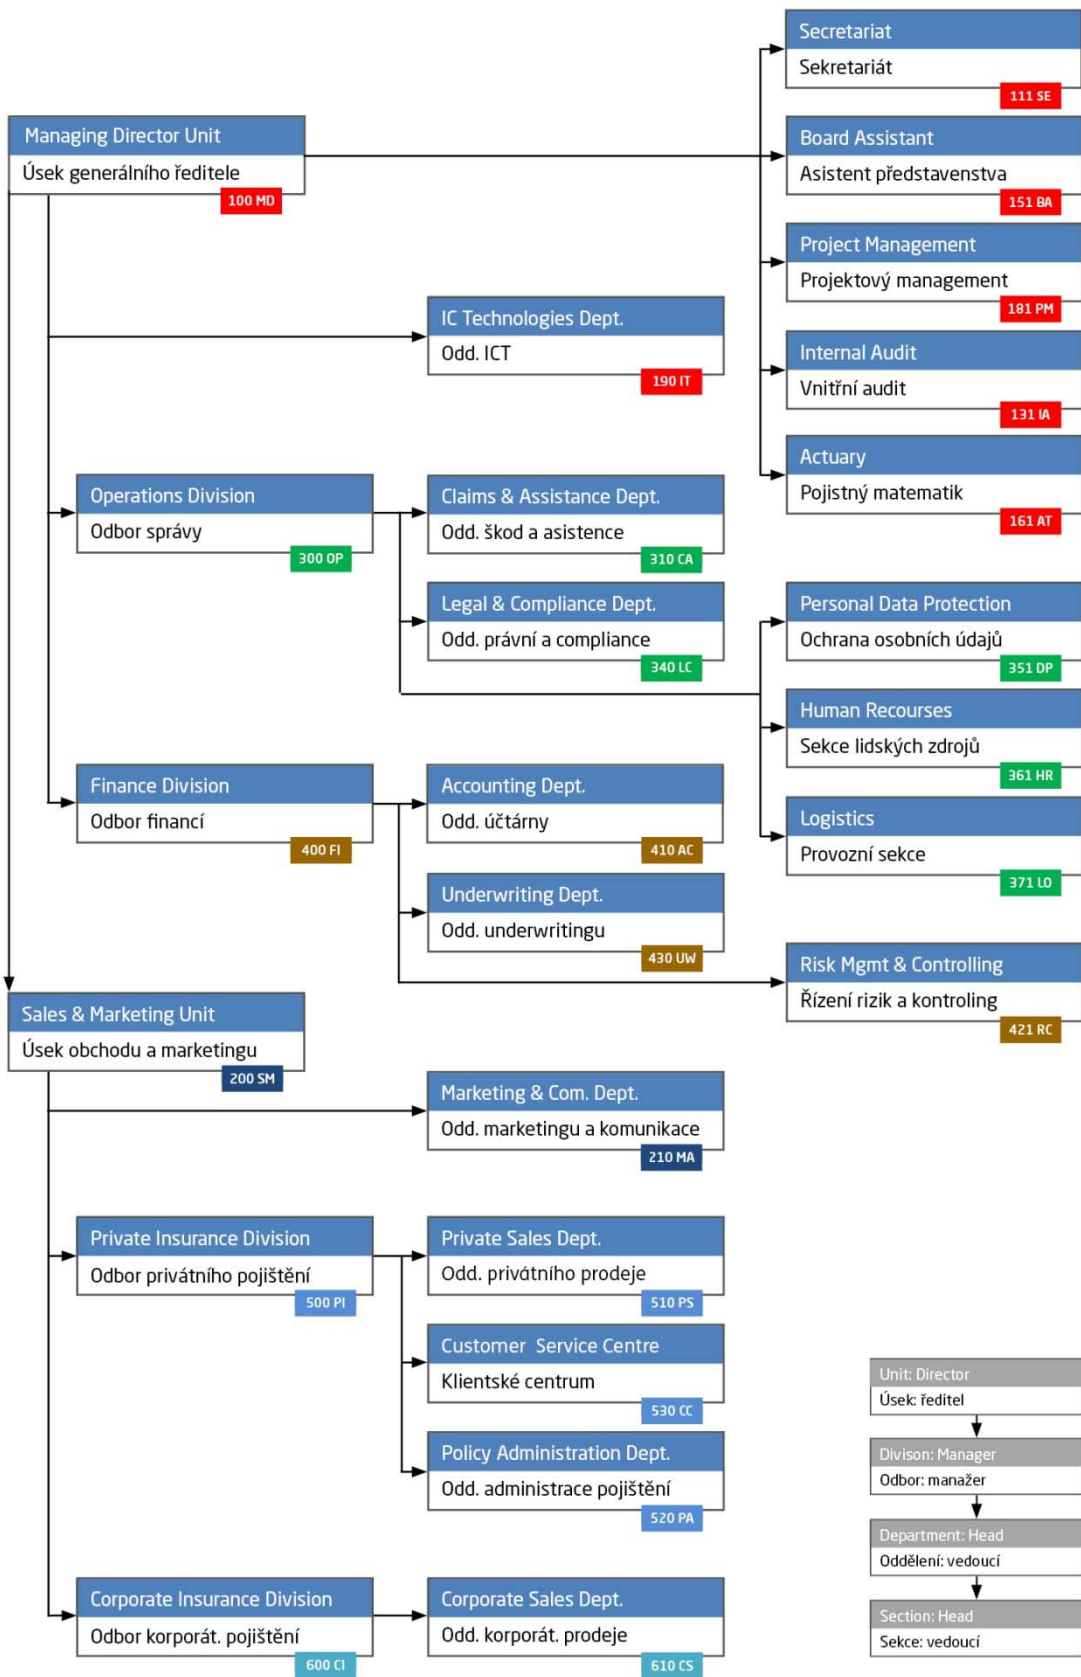 Secretariat
Sekretariát
111 SE
Managing Director Unit
Úsek generálního ředitele
100 MD
Board Assistant
Asistent představenstva
151 BA
Project Management
Projektový management
181 PM
IC Technologies Dept.
Odd. ICT
190 IT
Internal Audit
Vnitřní audit
131 IA
Actuary
Pojistný matematik
161 AT
Operations Division
Odbor správy
300 OP
Claims & Assistance Dept.
Odd. škod a asistence
310 CA
Legal & Compliance Dept.
Odd. právní a compliance
340 LC
Personal Data Protection
Ochrana osobních údajů
351 DP
Human Recourses
Sekce lidských zdrojů
361 HR
Logistics
Provozní sekce
371 LO
Finance Division
Odbor financí
400 FI
Accounting Dept.
Odd. účtárny
410 AC
Underwriting Dept.
Odd. underwritingu
430 UW
Risk Mgmt & Controlling
Řízení rizik a kontroling
421 RC
Sales & Marketing Unit
Úsek obchodu a marketingu
200 SM
Marketing & Com. Dept.
Odd. marketingu a komunikace
210 MA
Private Insurance Division
Odbor privátního pojištění
500 PI
Private Sales Dept.
Odd. privátního prodeje
510 PS
Customer Service Centre
Klientské centrum
530 CC
Policy Administration Dept.
Odd. administrace pojištění
520 PA
Corporate Insurance Division
Odbor korporát. pojištění
600 CI
Corporate Sales Dept.
Odd. korporát. prodeje
610 CS
Unit: Director
Úsek: ředitel
Divison: Manager
Odbor: manažer
Department: Head
Oddělení: vedoucí
Section: Head
Sekce: vedoucí